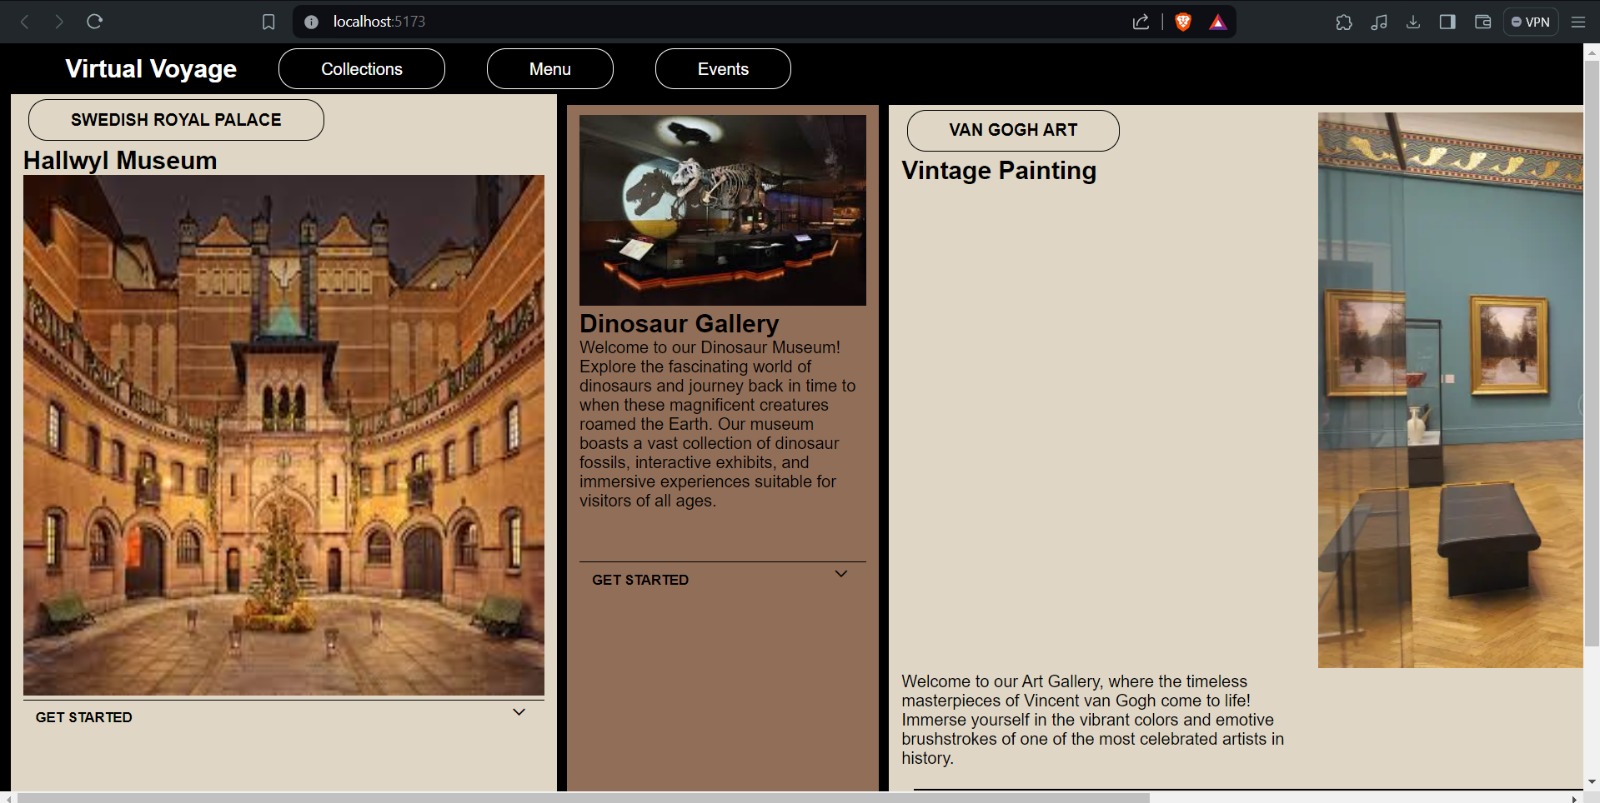 localhost:5173
VPN
Virtual Voyage
Collections
Menu
Events
SWEDISH ROYAL PALACE
Hallwyl Museum
GET STARTED
Dinosaur Gallery
Welcome to our Dinosaur Museum!
Explore the fascinating world of
dinosaurs and journey back in time to
when these magnificent creatures
roamed the Earth. Our museum
boasts a vast collection of dinosaur
fossils, interactive exhibits, and
immersive experiences suitable for
visitors of all ages.
GET STARTED
VAN GOGH ART
Vintage Painting
Welcome to our Art Gallery, where the timeless
masterpieces of Vincent van Gogh come to life!
Immerse yourself in the vibrant colors and emotive
brushstrokes of one of the most celebrated artists in
history.